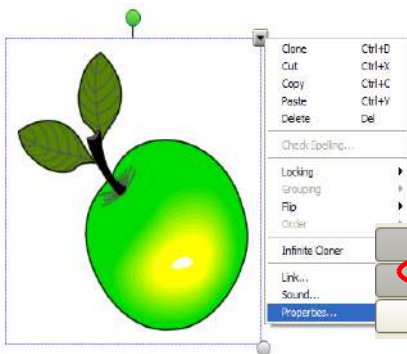 Clone Ctrl+D
Cut Ctrl+X
Copy Ctrl+C
Paste Ctrl+V
Delete Del
Check Spelling...
Locking
Grouping
Flip
Order
Infinite Cloner
Link...
Sound...
Properties...